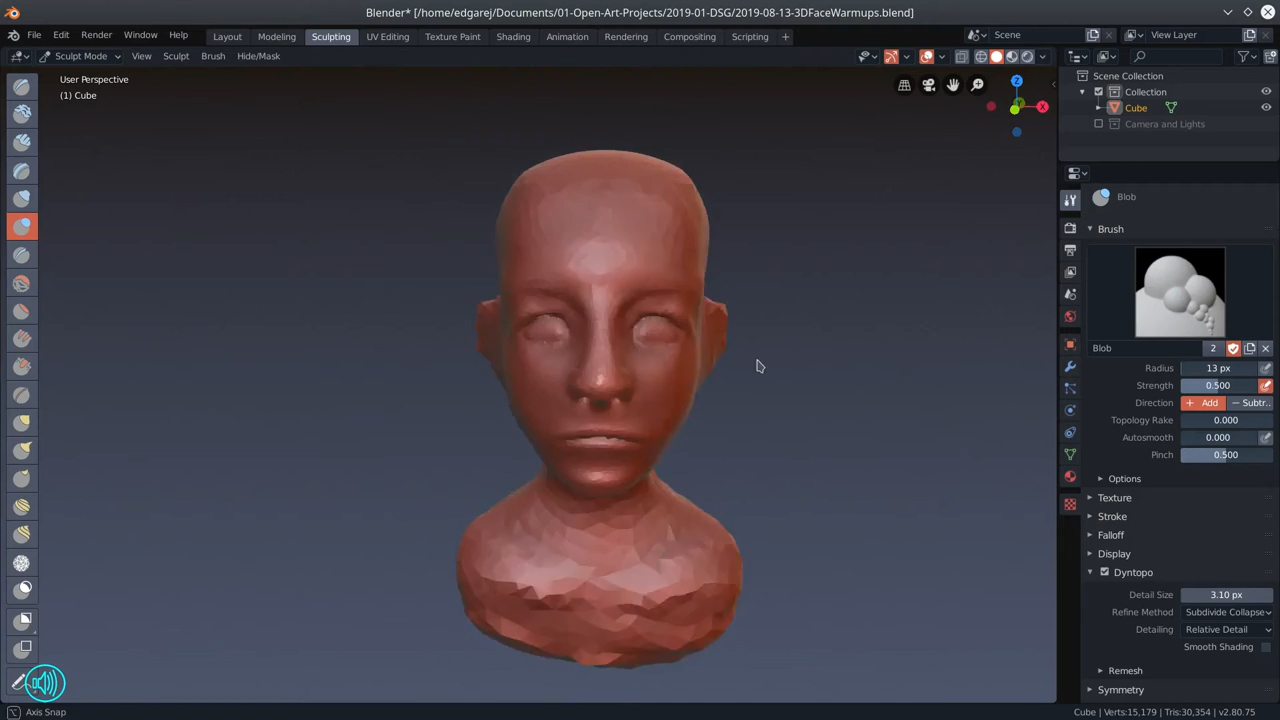 Blender* [/home/edgarej/Documents/01-Open-Art-Projects/2019-01-DSG/2019-08-13-3DFaceWarmups.blend]
File Edit Render Window Help Layout Modeling Sculpting UV Editing Texture Paint Shading Animation Rendering Compositing Scripting + Scene View Layer
Sculpt Mode View Sculpt Brush Hide/Mask
User Perspective
(1) Cube
Scene Collection
Collection
Cube
Camera and Lights
Blob
Brush
Blob 2
Radius 13 px
Strength 0.500
Direction + Add − Subtr..
Topology Rake 0.000
Autosmooth 0.000
Pinch 0.500
Options
Texture
Stroke
Falloff
Display
Dyntopo
Detail Size 3.10 px
Refine Method Subdivide Collapse
Detailing Relative Detail
Smooth Shading
Remesh
Symmetry
Axis Snap
Cube | Verts:15,179 | Tris:30,354 | v2.80.75
X
Y
Z